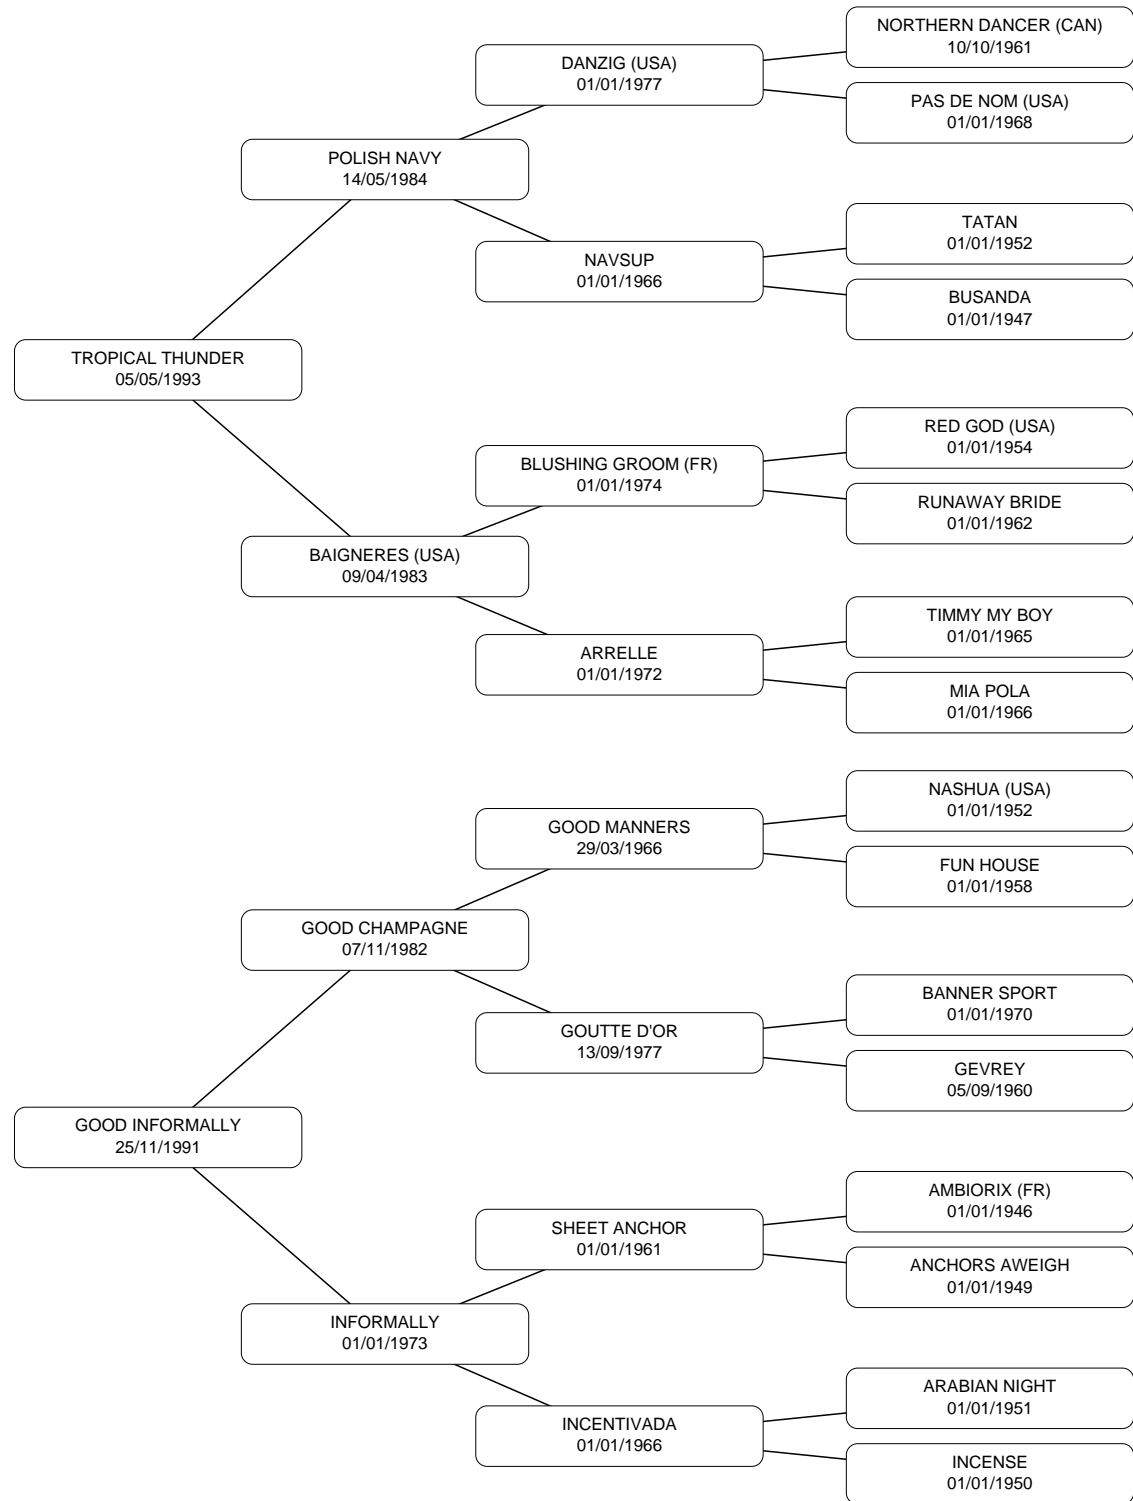 NORTHERN DANCER (CAN)
10/10/1961
DANZIG (USA)
01/01/1977
PAS DE NOM (USA)
01/01/1968
POLISH NAVY
14/05/1984
TATAN
01/01/1952
NAVSUP
01/01/1966
BUSANDA
01/01/1947
TROPICAL THUNDER
05/05/1993
RED GOD (USA)
01/01/1954
BLUSHING GROOM (FR)
01/01/1974
RUNAWAY BRIDE
01/01/1962
BAIGNERES (USA)
09/04/1983
TIMMY MY BOY
01/01/1965
ARRELLE
01/01/1972
MIA POLA
01/01/1966
NASHUA (USA)
01/01/1952
GOOD MANNERS
29/03/1966
FUN HOUSE
01/01/1958
GOOD CHAMPAGNE
07/11/1982
BANNER SPORT
01/01/1970
GOUTTE D'OR
13/09/1977
GEVREY
05/09/1960
GOOD INFORMALLY
25/11/1991
AMBIORIX (FR)
01/01/1946
SHEET ANCHOR
01/01/1961
ANCHORS AWEIGH
01/01/1949
INFORMALLY
01/01/1973
ARABIAN NIGHT
01/01/1951
INCENTIVADA
01/01/1966
INCENSE
01/01/1950